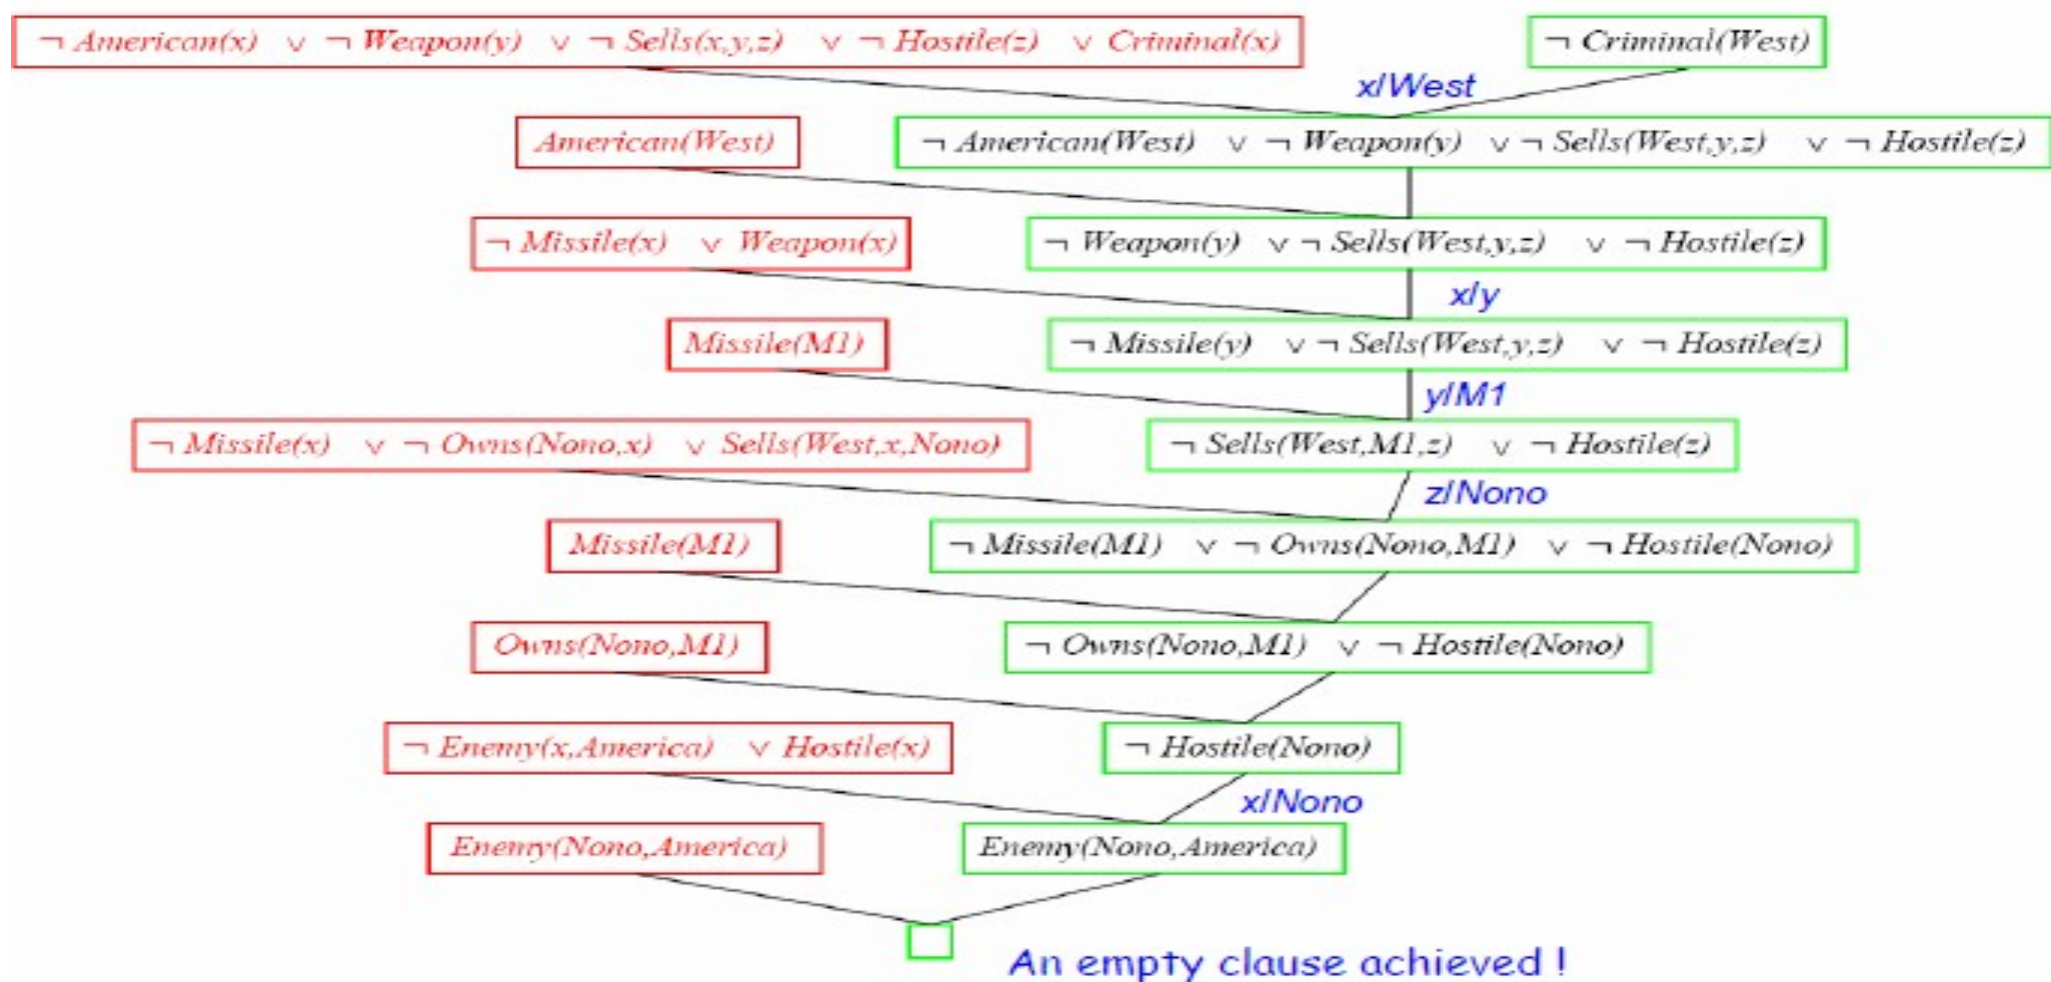 ¬ American(x) ∨ ¬ Weapon(y) ∨ ¬ Sells(x,y,z) ∨ ¬ Hostile(z) ∨ Criminal(x)
¬ Criminal(West)
x/West
American(West)
¬ American(West) ∨ ¬ Weapon(y) ∨ ¬ Sells(West,y,z) ∨ ¬ Hostile(z)
¬ Missile(x) ∨ Weapon(x)
¬ Weapon(y) ∨ ¬ Sells(West,y,z) ∨ ¬ Hostile(z)
x/y
Missile(M1)
¬ Missile(y) ∨ ¬ Sells(West,y,z) ∨ ¬ Hostile(z)
y/M1
¬ Missile(x) ∨ ¬ Owns(Nono,x) ∨ Sells(West,x,Nono)
¬ Sells(West,M1,z) ∨ ¬ Hostile(z)
z/Nono
Missile(M1)
¬ Missile(M1) ∨ ¬ Owns(Nono,M1) ∨ ¬ Hostile(Nono)
Owns(Nono,M1)
¬ Owns(Nono,M1) ∨ ¬ Hostile(Nono)
¬ Enemy(x,America) ∨ Hostile(x)
¬ Hostile(Nono)
x/Nono
Enemy(Nono,America)
Enemy(Nono,America)
An empty clause achieved !